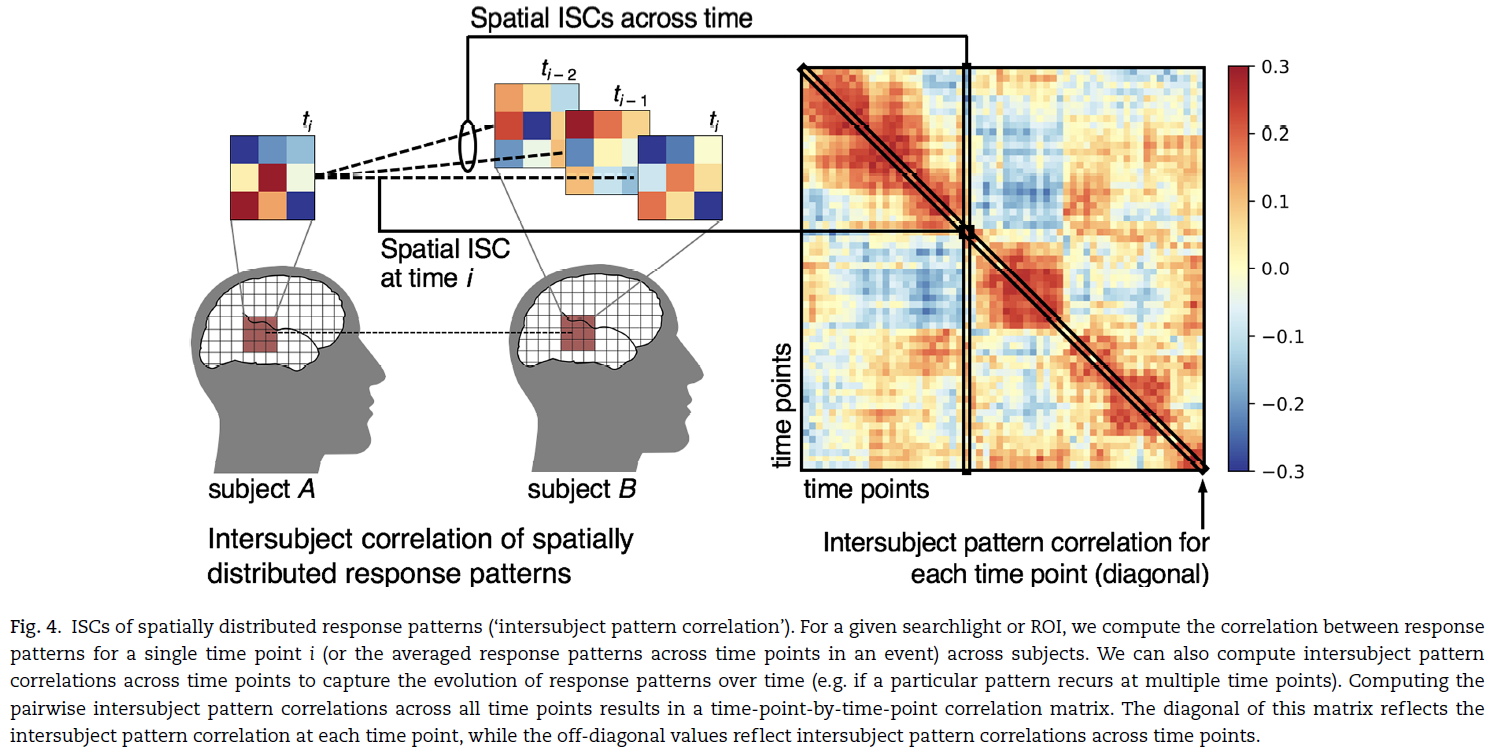 Spatial ISCs across time
t_{i-2}
t_{i-1}
t_i
t_i
Spatial ISC
at time i
subject A
subject B
Intersubject correlation of spatially
distributed response patterns
time points
time points
0.3
0.2
0.1
0.0
−0.1
−0.2
−0.3
Intersubject pattern correlation for
each time point (diagonal)
Fig. 4. ISCs of spatially distributed response patterns (‘intersubject pattern correlation’). For a given searchlight or ROI, we compute the correlation between response
patterns for a single time point i (or the averaged response patterns across time points in an event) across subjects. We can also compute intersubject pattern
correlations across time points to capture the evolution of response patterns over time (e.g. if a particular pattern recurs at multiple time points). Computing the
pairwise intersubject pattern correlations across all time points results in a time-point-by-time-point correlation matrix. The diagonal of this matrix reflects the
intersubject pattern correlation at each time point, while the off-diagonal values reflect intersubject pattern correlations across time points.